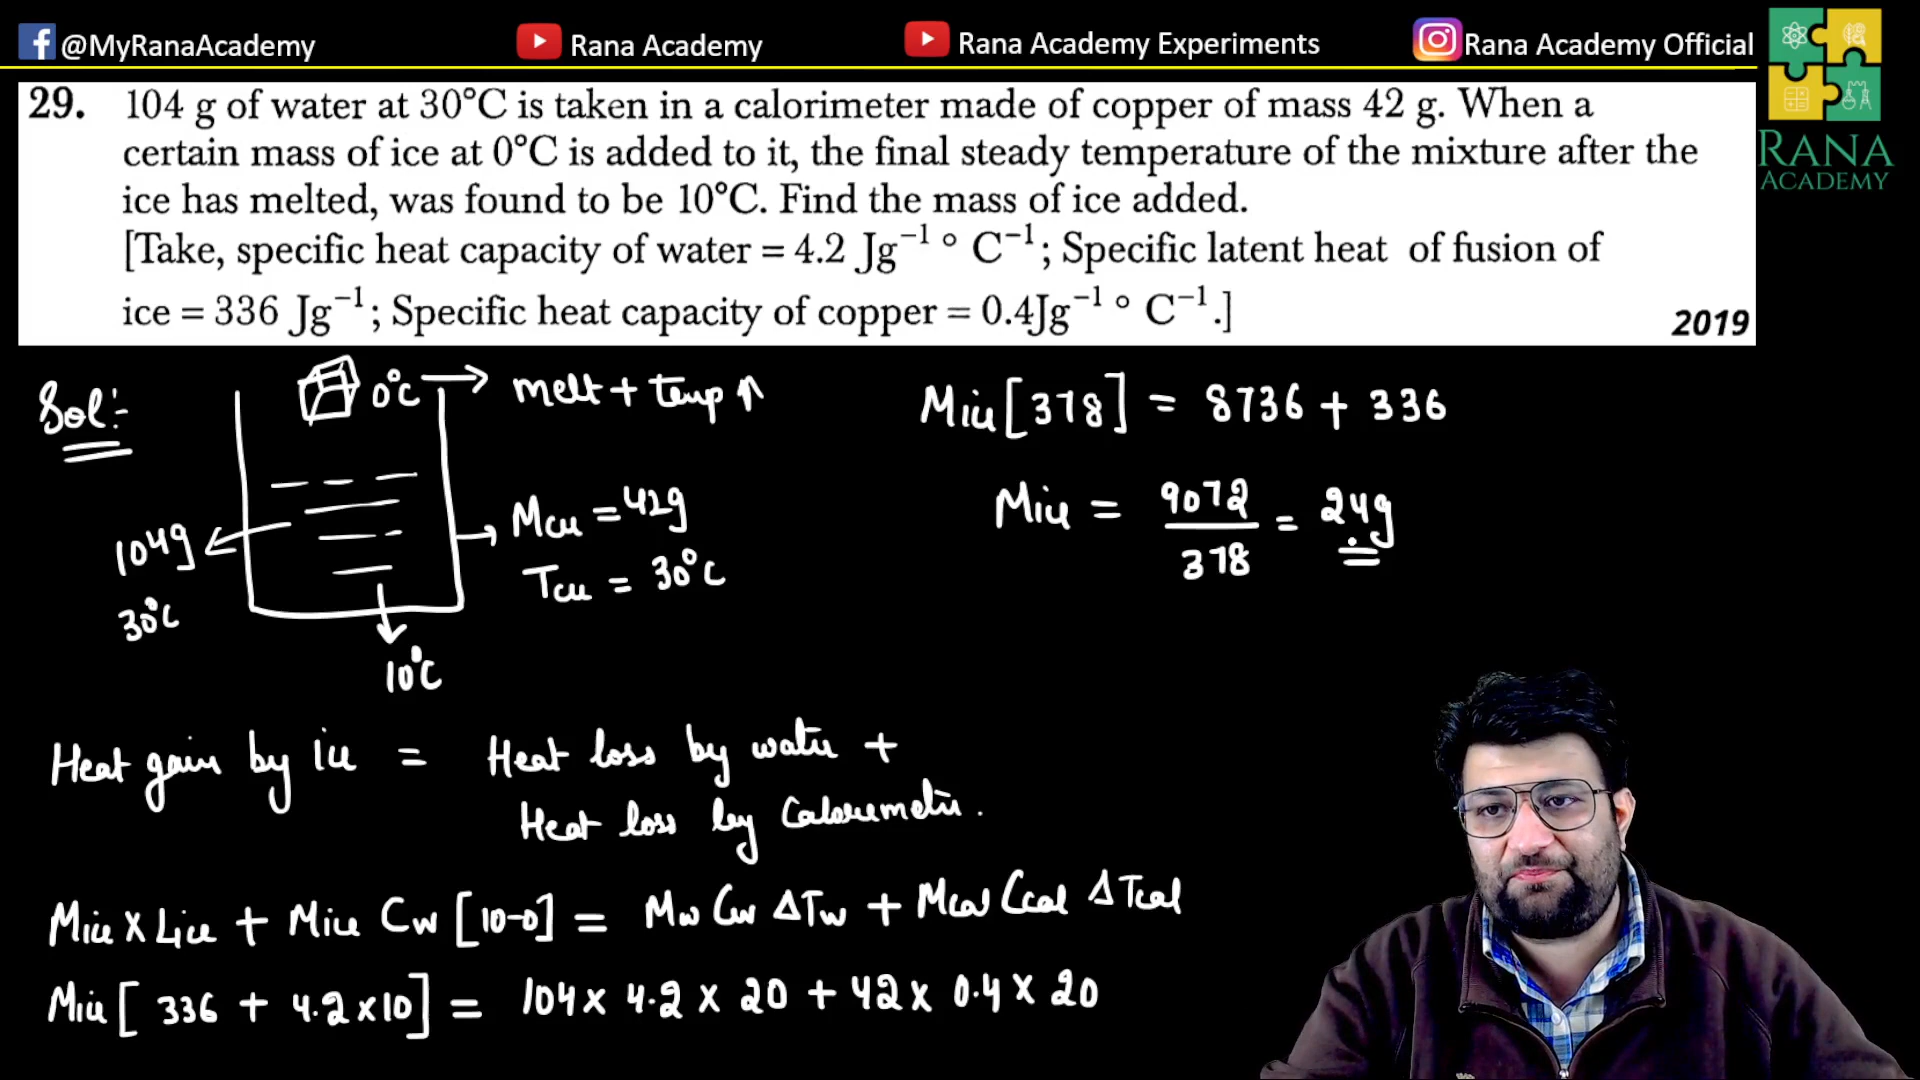 @MyRanaAcademy
Rana Academy
Rana Academy Experiments
Rana Academy Official
RANA
ACADEMY
29. 104 g of water at 30°C is taken in a calorimeter made of copper of mass 42 g. When a
certain mass of ice at 0°C is added to it, the final steady temperature of the mixture after the
ice has melted, was found to be 10°C. Find the mass of ice added.
[Take, specific heat capacity of water = 4.2 Jg⁻¹ ° C⁻¹; Specific latent heat of fusion of
ice = 336 Jg⁻¹; Specific heat capacity of copper = 0.4Jg⁻¹ ° C⁻¹.]
2019
Sol:-
0°C → melt + temp ↑
104g
30°C
Mcu = 42g
Tcu = 30°C
10°C
Heat gain by ice = Heat loss by water +
Heat loss by Calorimeter.
Mice x Lice + Mice Cw [10-0] = Mw Cw ΔTw + Mcal Ccal ΔTcal
Mice [ 336 + 4.2 x 10] = 104 x 4.2 x 20 + 42 x 0.4 x 20
Mice [378] = 8736 + 336
Mice = 9072 / 378 = 24g